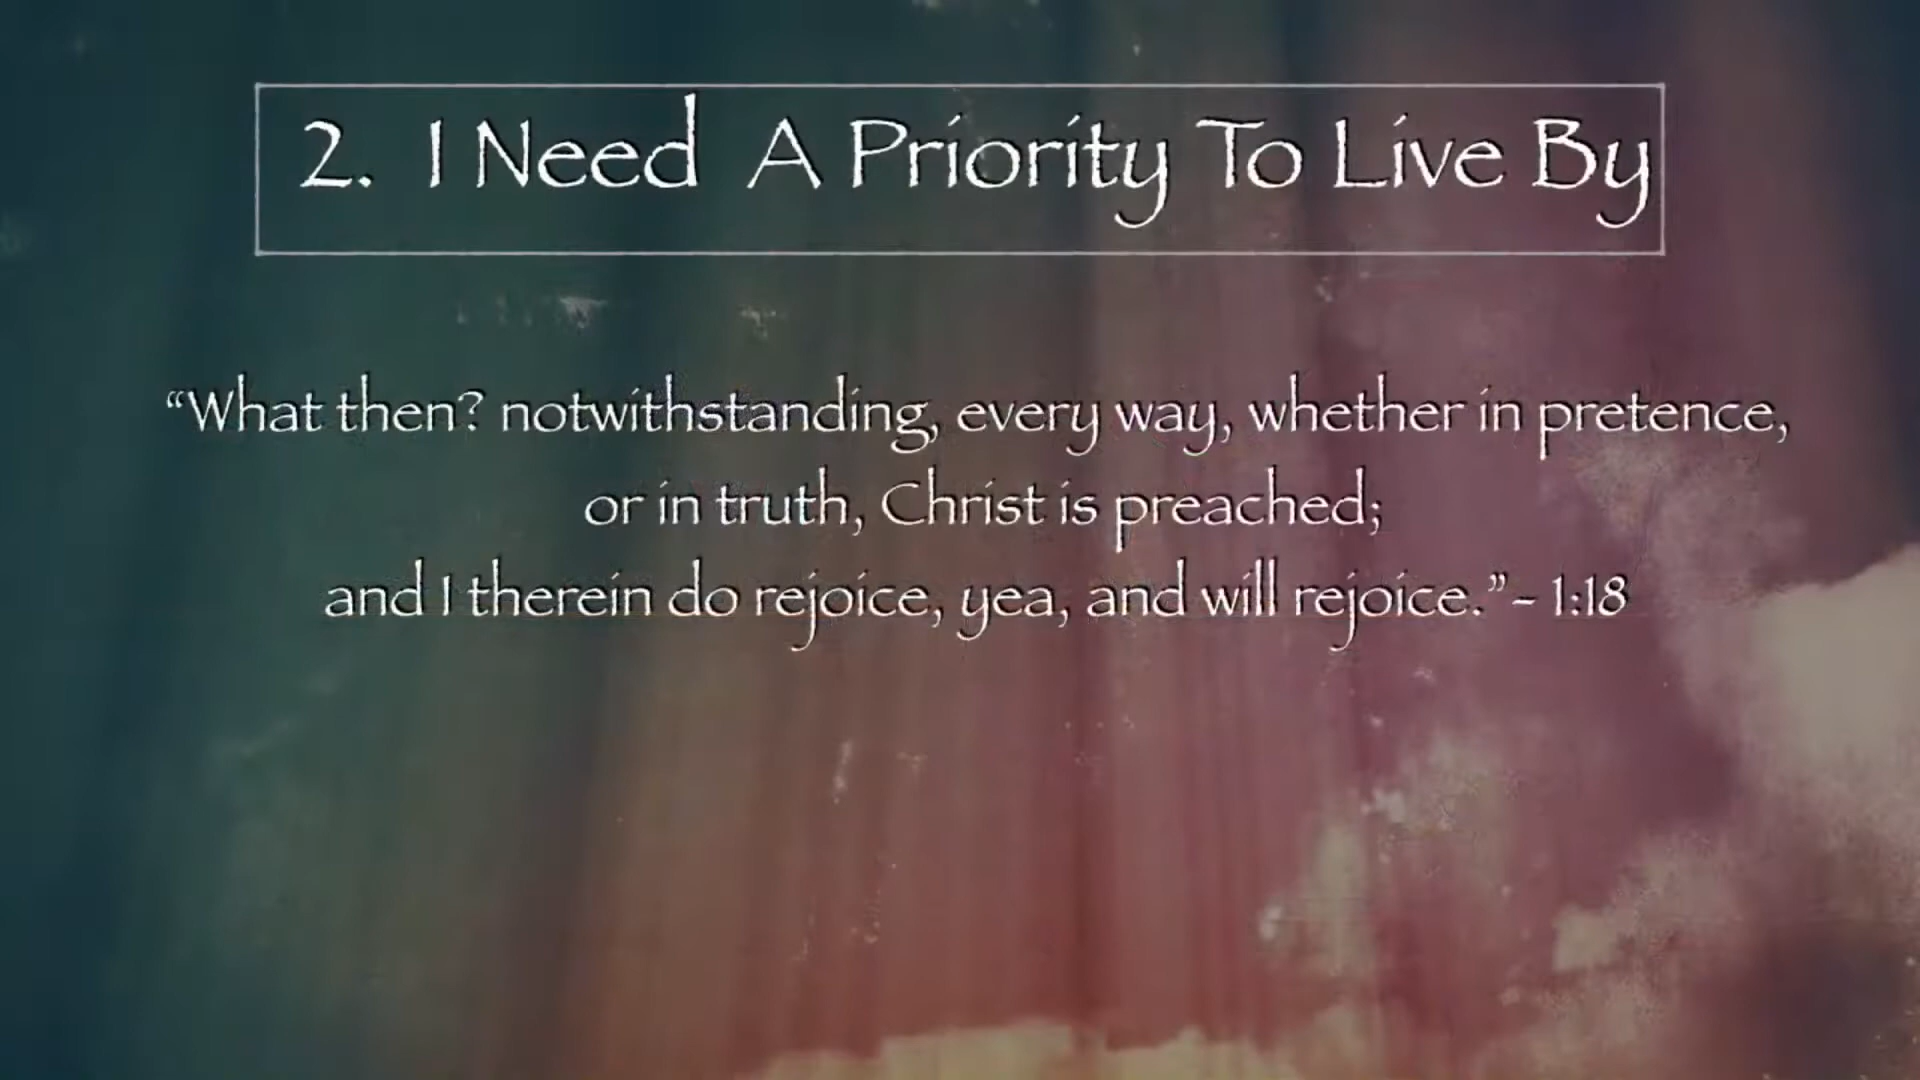 2. I Need A Priority To Live By
“What then? notwithstanding, every way, whether in pretence,
or in truth, Christ is preached;
and I therein do rejoice, yea, and will rejoice.”- 1:18